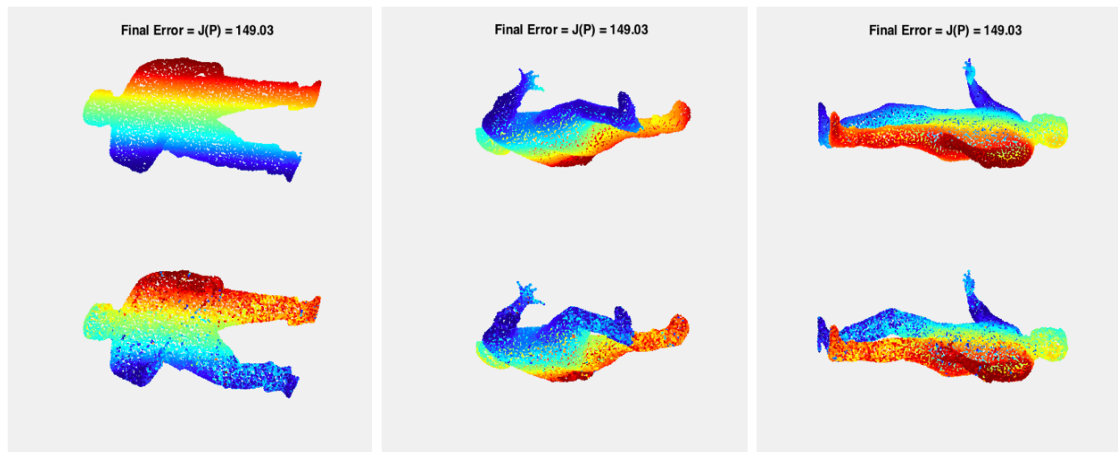 Final Error = J(P) = 149.03
Final Error = J(P) = 149.03
Final Error = J(P) = 149.03